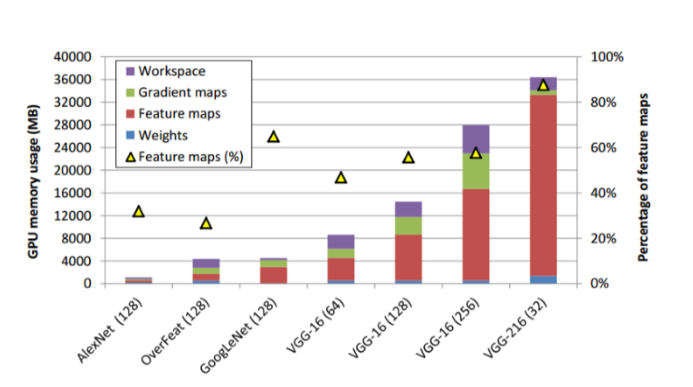 40000
36000
32000
28000
24000
20000
16000
12000
8000
4000
0
GPU memory usage (MB)
Workspace
Gradient maps
Feature maps
Weights
Feature maps (%)
100%
80%
60%
40%
20%
0%
Percentage of feature maps
AlexNet (128)
OverFeat (128)
GoogLeNet (128)
VGG-16 (64)
VGG-16 (128)
VGG-16 (256)
VGG-216 (32)